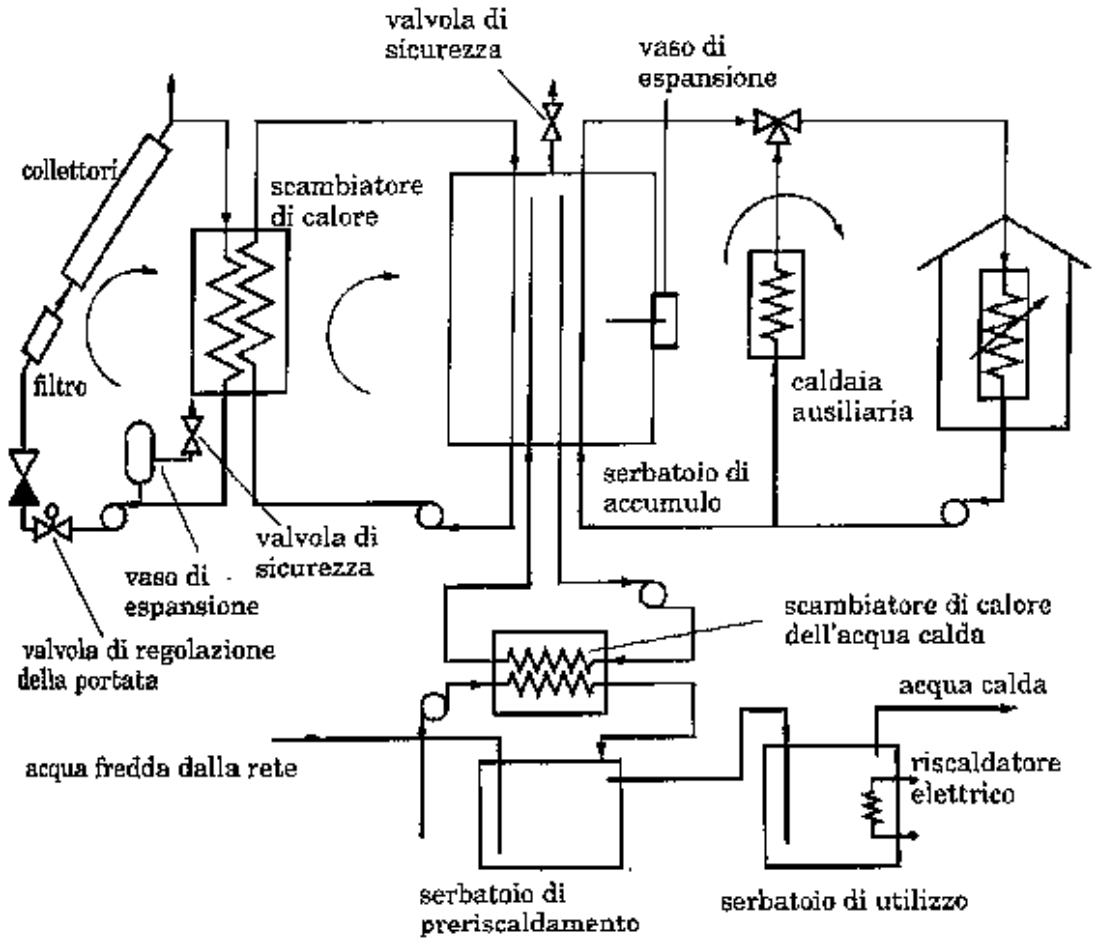 valvola di
sicurezza
vaso di
espansione
collettori
scambiatore
di calore
filtro
caldaia
ausiliaria
serbatoio di
accumulo
valvola di
sicurezza
vaso di
espansione
valvola di regolazione
della portata
scambiatore di calore
dell'acqua calda
acqua calda
acqua fredda dalla rete
riscaldatore
elettrico
serbatoio di
preriscaldamento
serbatoio di utilizzo